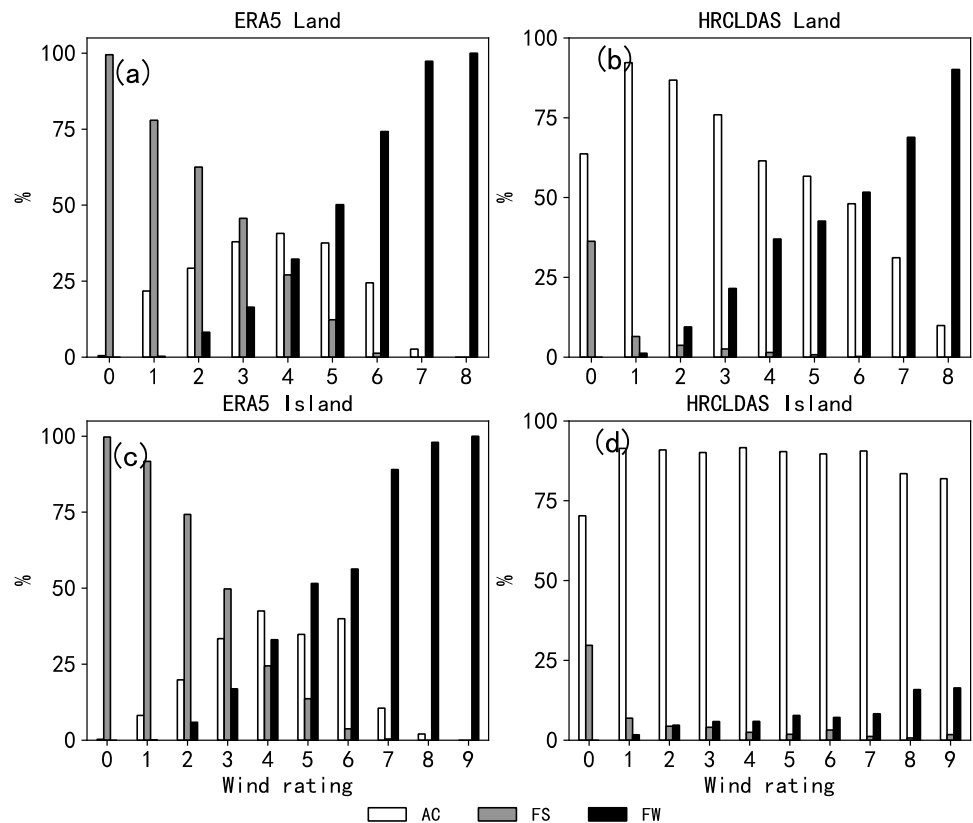 ERA5 Land
HRCLDAS Land
(a)
(b)
100
75
50
25
0
%
0 1 2 3 4 5 6 7 8
100
75
50
25
0
%
0 1 2 3 4 5 6 7 8
ERA5 Island
HRCLDAS Island
(c)
(d)
100
75
50
25
0
%
0 1 2 3 4 5 6 7 8 9
Wind rating
100
75
50
25
0
%
0 1 2 3 4 5 6 7 8 9
Wind rating
AC FS FW